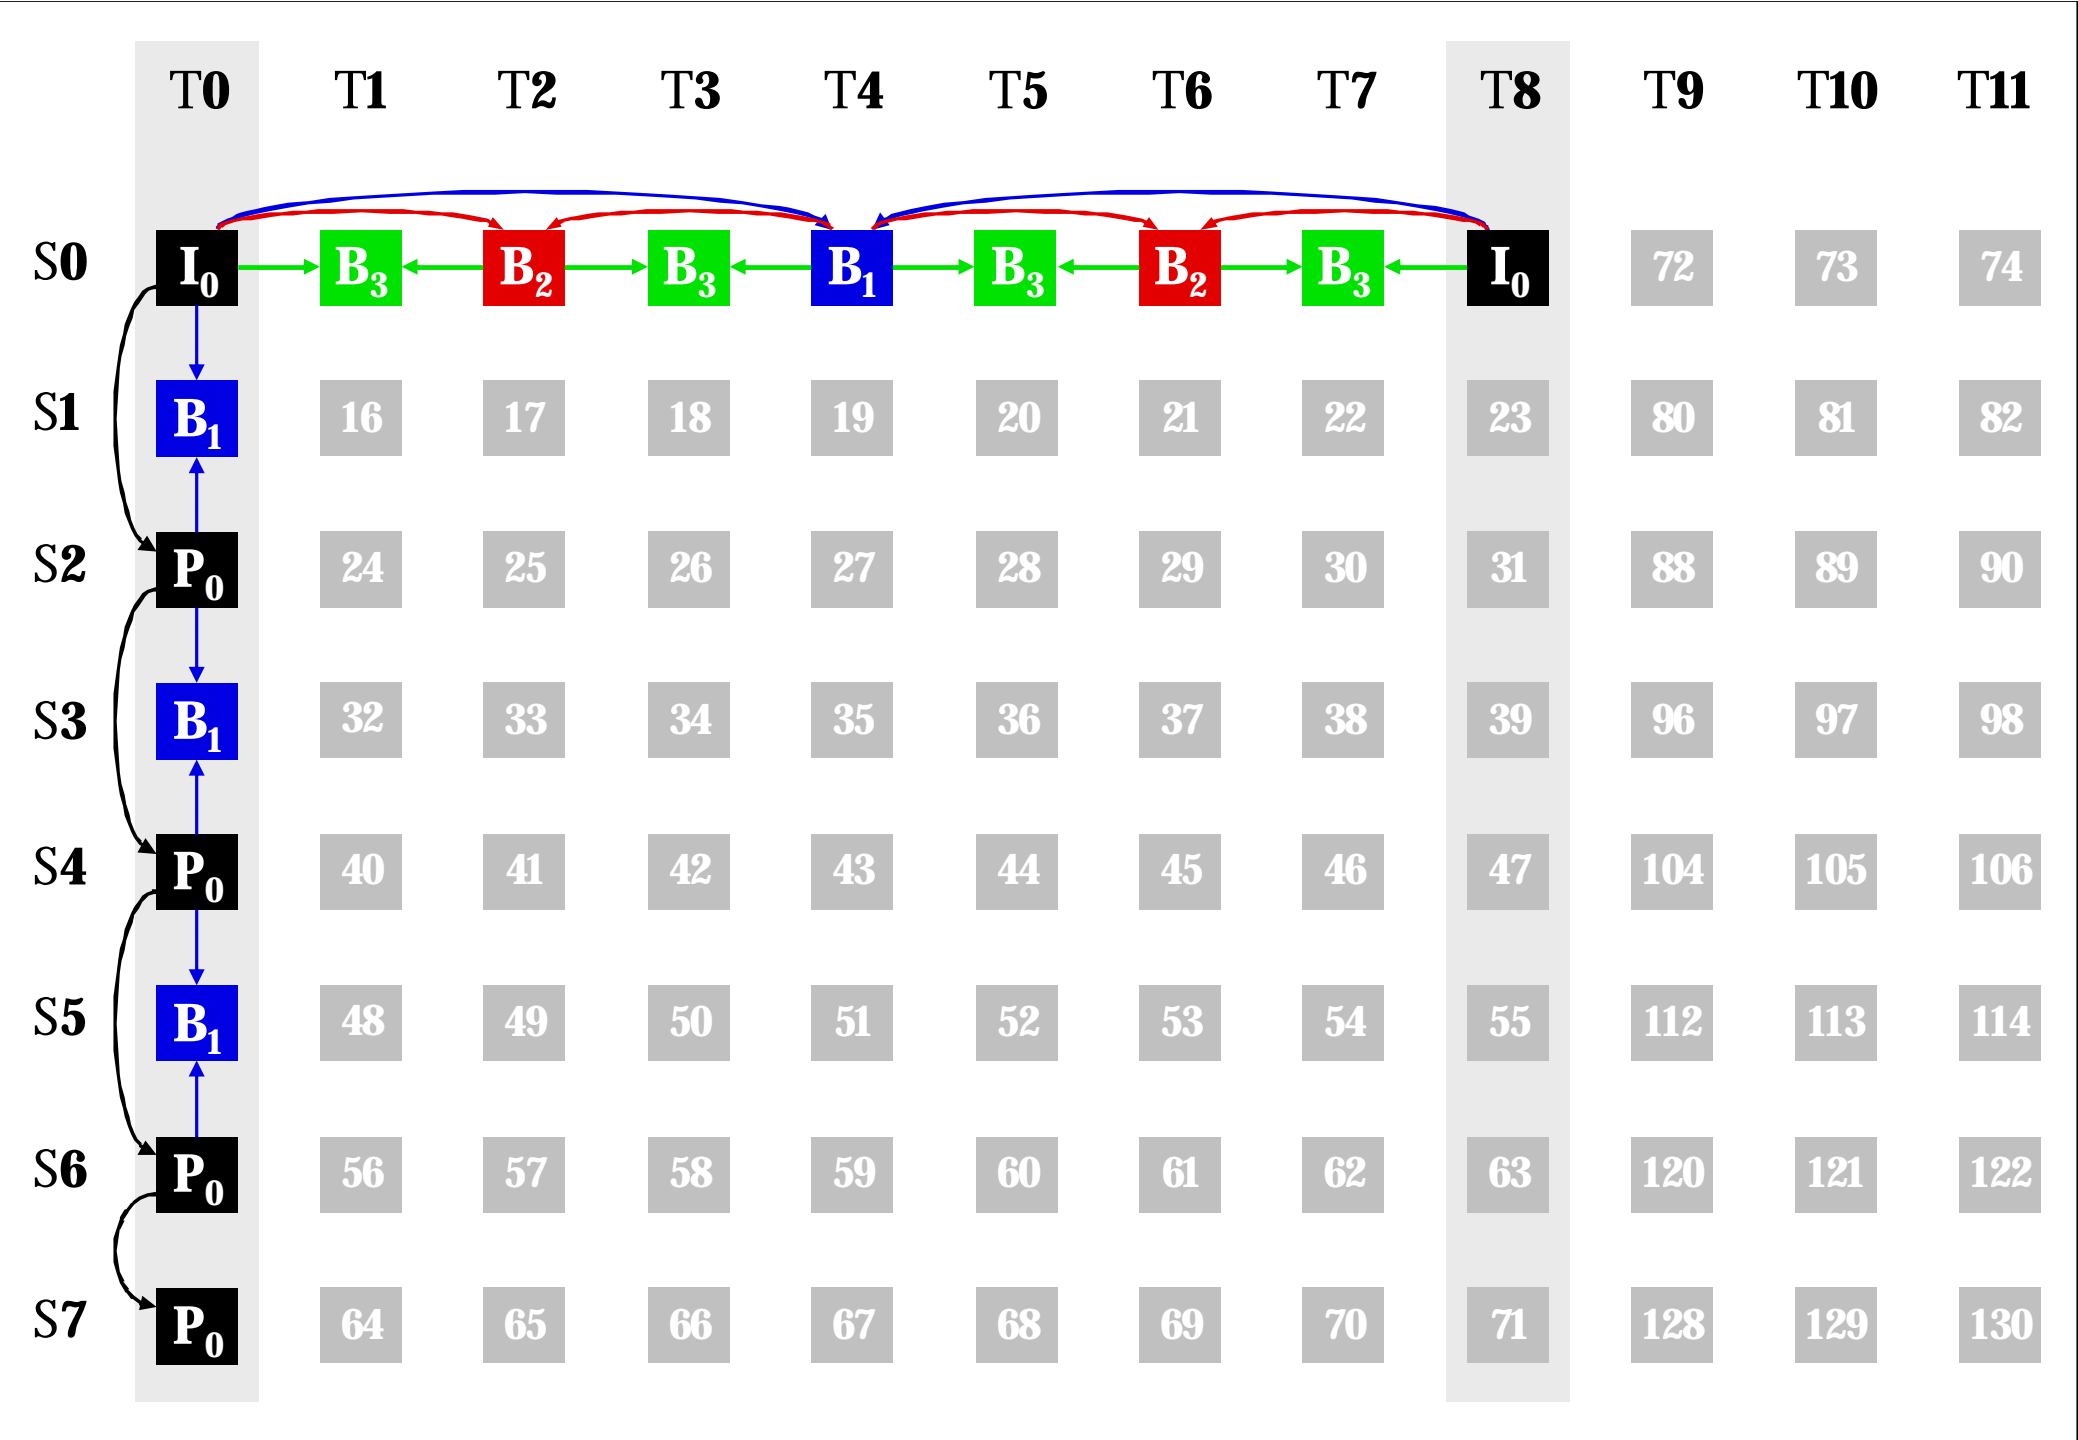 T0 T1 T2 T3 T4 T5 T6 T7 T8 T9 T10 T11
S0 I0 B3 B2 B3 B1 B3 B2 B3 I0 72 73 74
S1 B1 16 17 18 19 20 21 22 23 80 81 82
S2 P0 24 25 26 27 28 29 30 31 88 89 90
S3 B1 32 33 34 35 36 37 38 39 96 97 98
S4 P0 40 41 42 43 44 45 46 47 104 105 106
S5 B1 48 49 50 51 52 53 54 55 112 113 114
S6 P0 56 57 58 59 60 61 62 63 120 121 122
S7 P0 64 65 66 67 68 69 70 71 128 129 130